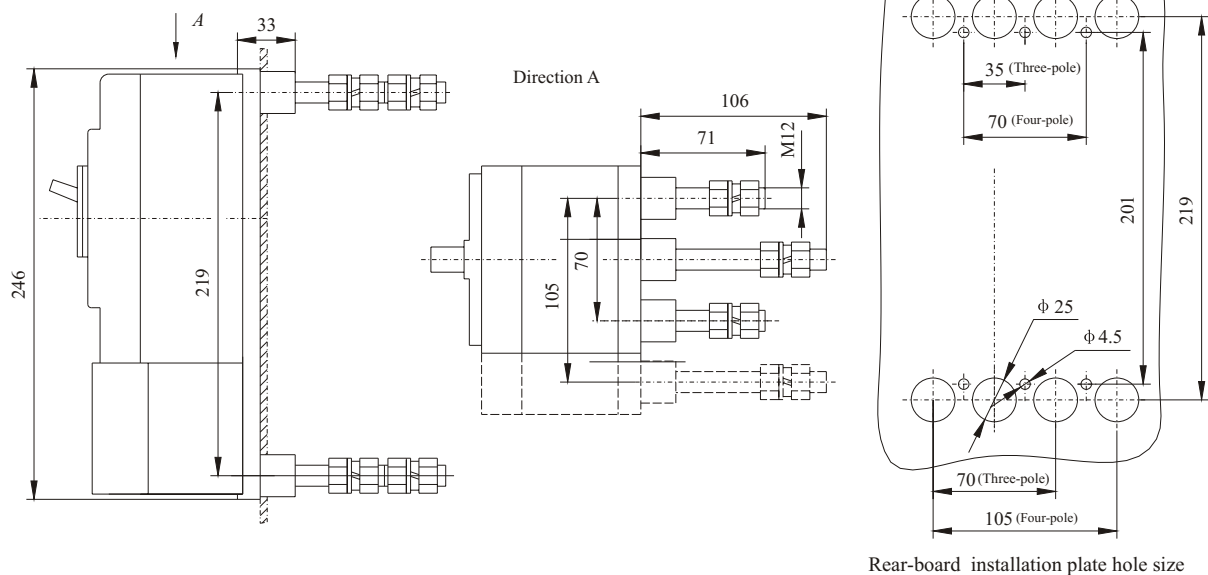 A
33
246
219
Direction A
106
71
M12
105
70
35 (Three-pole)
70 (Four-pole)
201
219
ϕ 25
ϕ 4.5
70 (Three-pole)
105 (Four-pole)
Rear-board installation plate hole size